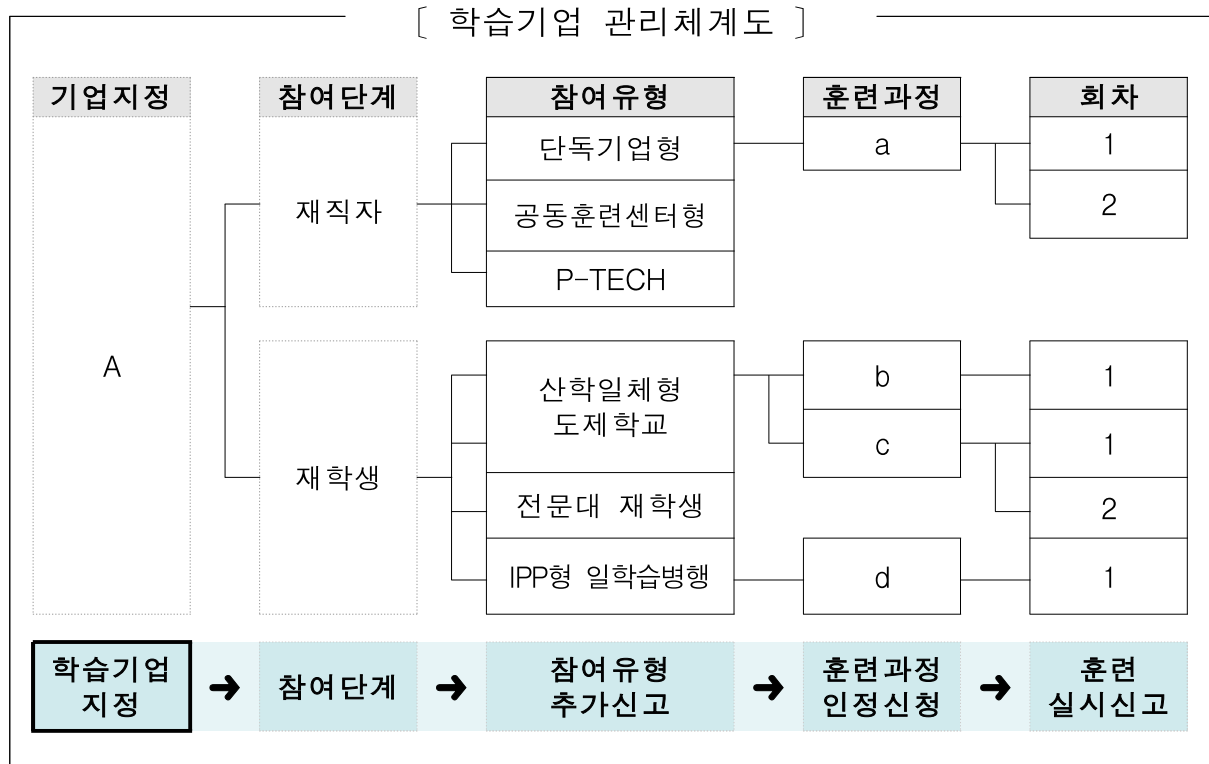 [ 학습기업 관리체계도 ]
기업지정 참여단계 참여유형 훈련과정 회차
A
재직자
단독기업형 a 1
2
공동훈련센터형
P-TECH
재학생
산학일체형
도제학교
b 1
c 1
2
전문대 재학생
IPP형 일학습병행 d 1
학습기업
지정
➜ 참여단계 ➜
참여유형
추가신고
➜
훈련과정
인정신청
➜
훈련
실시신고